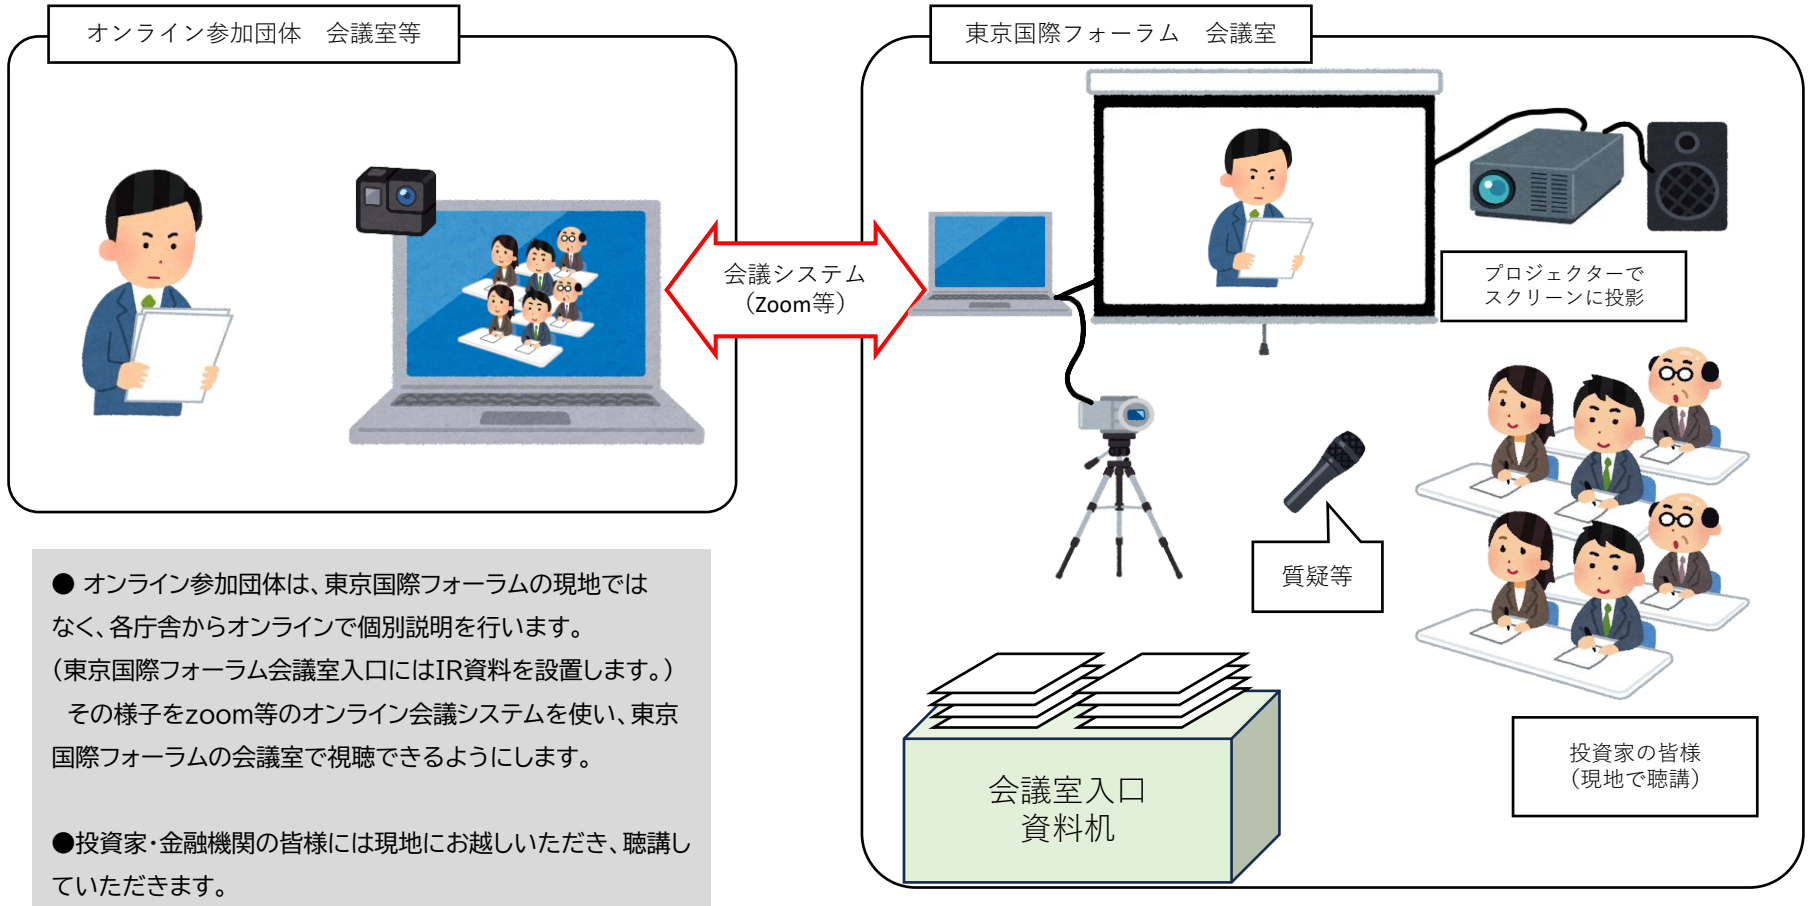 オンライン参加団体　会議室等
東京国際フォーラム　会議室
会議システム
（Zoom等）
プロジェクターで
スクリーンに投影
質疑等
投資家の皆様
（現地で聴講）
会議室入口
資料机
● オンライン参加団体は、東京国際フォーラムの現地では
なく、各庁舎からオンラインで個別説明を行います。
（東京国際フォーラム会議室入口にはIR資料を設置します。）
　その様子をzoom等のオンライン会議システムを使い、東京
国際フォーラムの会議室で視聴できるようにします。
●投資家・金融機関の皆様には現地にお越しいただき、聴講し
ていただきます。